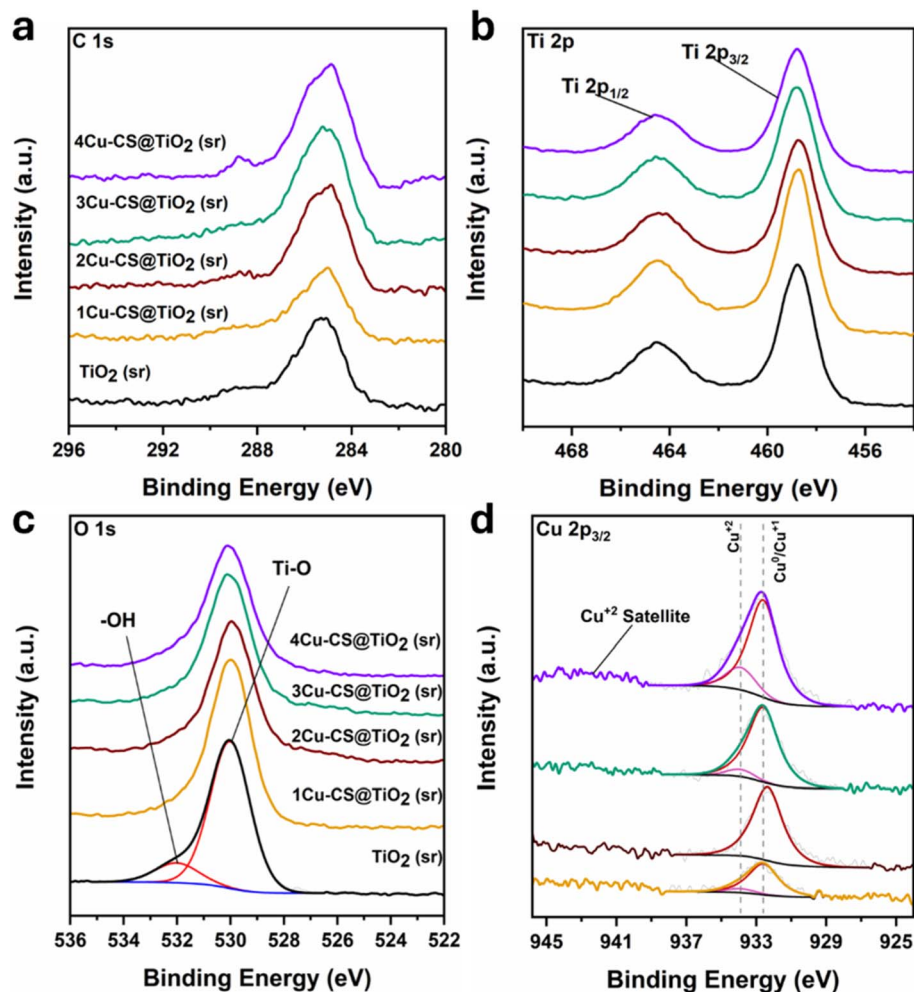 a
C 1s
4Cu-CS@TiO₂ (sr)
3Cu-CS@TiO₂ (sr)
2Cu-CS@TiO₂ (sr)
1Cu-CS@TiO₂ (sr)
TiO₂ (sr)
Intensity (a.u.)
296 292 288 284 280
Binding Energy (eV)
b
Ti 2p
Ti 2p₃/₂
Ti 2p₁/₂
Intensity (a.u.)
468 464 460 456
Binding Energy (eV)
c
O 1s
Ti-O
-OH
4Cu-CS@TiO₂ (sr)
3Cu-CS@TiO₂ (sr)
2Cu-CS@TiO₂ (sr)
1Cu-CS@TiO₂ (sr)
TiO₂ (sr)
Intensity (a.u.)
536 534 532 530 528 526 524 522
Binding Energy (eV)
d
Cu 2p₃/₂
Cu⁺²
Cu⁰/Cu⁺¹
Cu⁺² Satellite
Intensity (a.u.)
945 941 937 933 929 925
Binding Energy (eV)